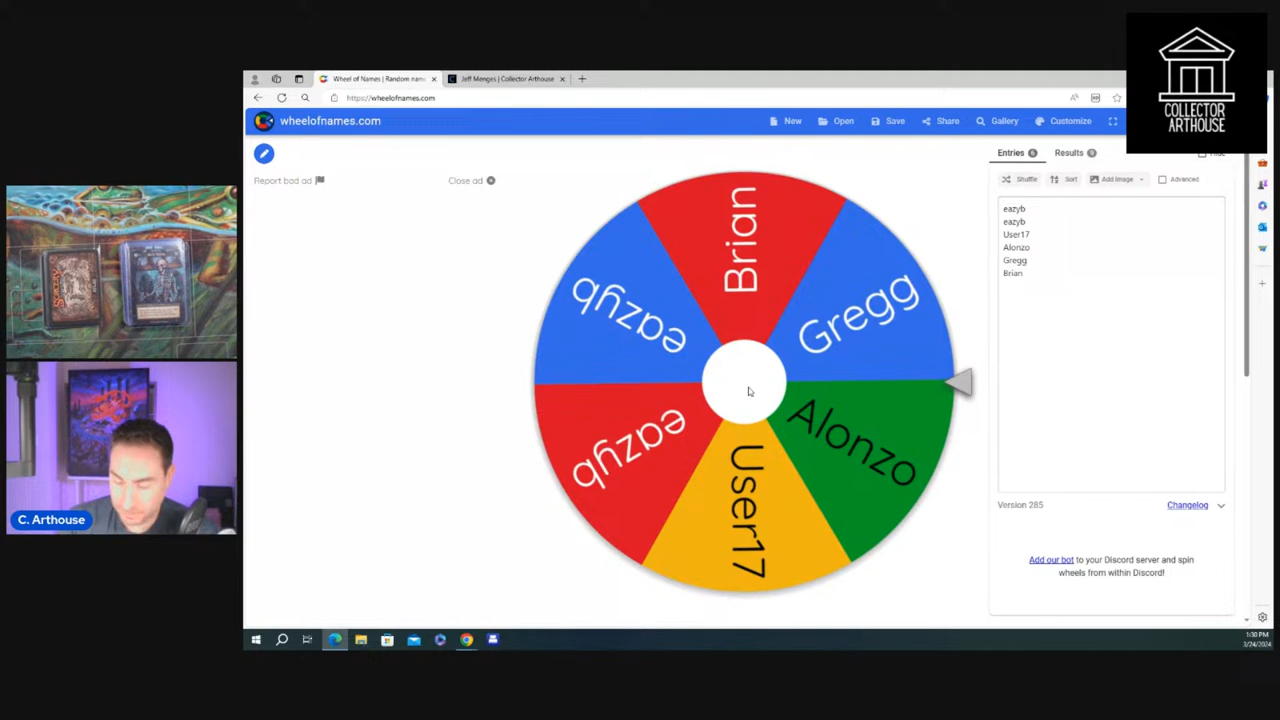 COLLECTOR
ARTHOUSE
Wheel of Names | Random nam
Jeff Menges | Collector Arthouse
https://wheelofnames.com
wheelofnames.com
New
Open
Save
Share
Gallery
Customize
Report bad ad
Close ad
Entries 6
Results 0
Hide
Shuffle
Sort
Add image
Advanced
eazyb
eazyb
User17
Alonzo
Gregg
Brian
Brian
Gregg
Alonzo
User17
eazyb
eazyb
Version 285
Changelog
Add our bot to your Discord server and spin
wheels from within Discord!
C. Arthouse
1:30 PM
3/24/2024